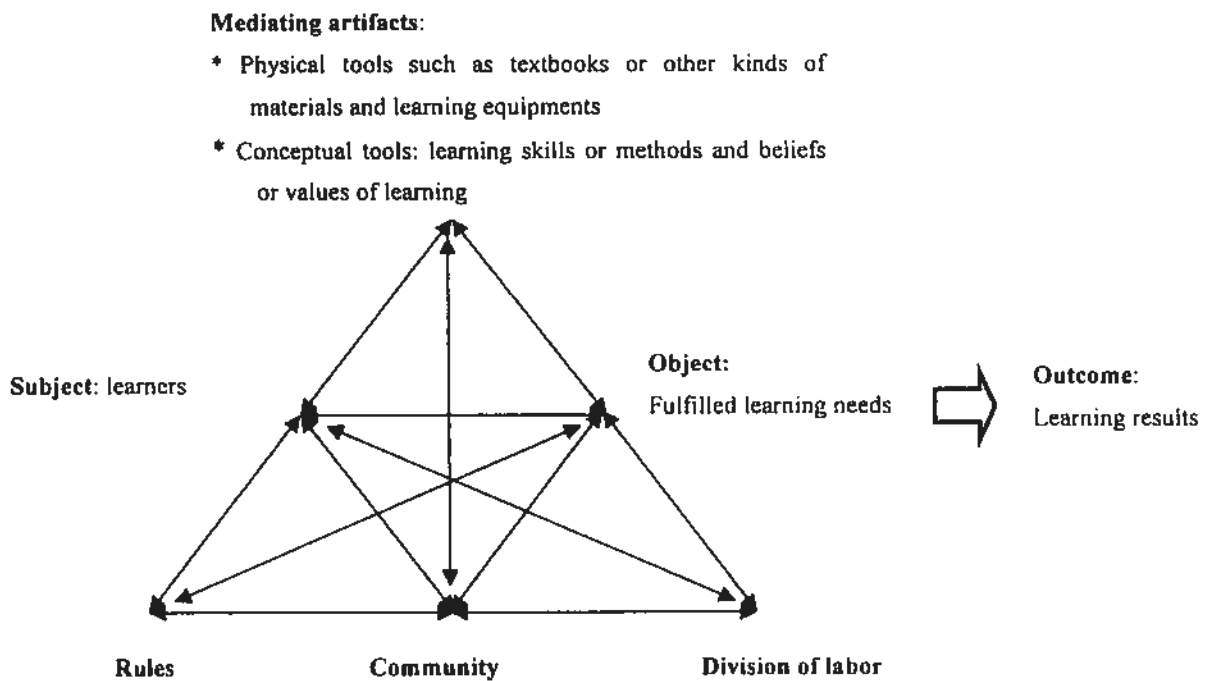 Mediating artifacts:
* Physical tools such as textbooks or other kinds of
materials and learning equipments
* Conceptual tools: learning skills or methods and beliefs
or values of learning
Subject: learners
Object:
Fulfilled learning needs
Outcome:
Learning results
Rules
Community
Division of labor